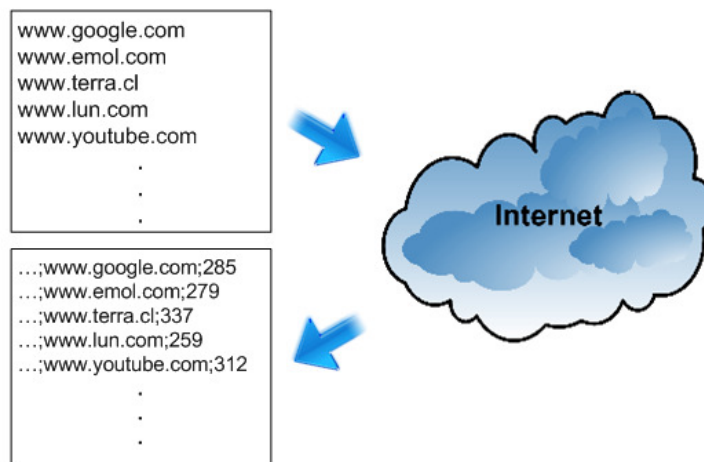 www.google.com
www.emol.com
www.terra.cl
www.lun.com
www.youtube.com
.
.
.
Internet
...;www.google.com;285
...;www.emol.com;279
...;www.terra.cl;337
...;www.lun.com;259
...;www.youtube.com;312
.
.
.